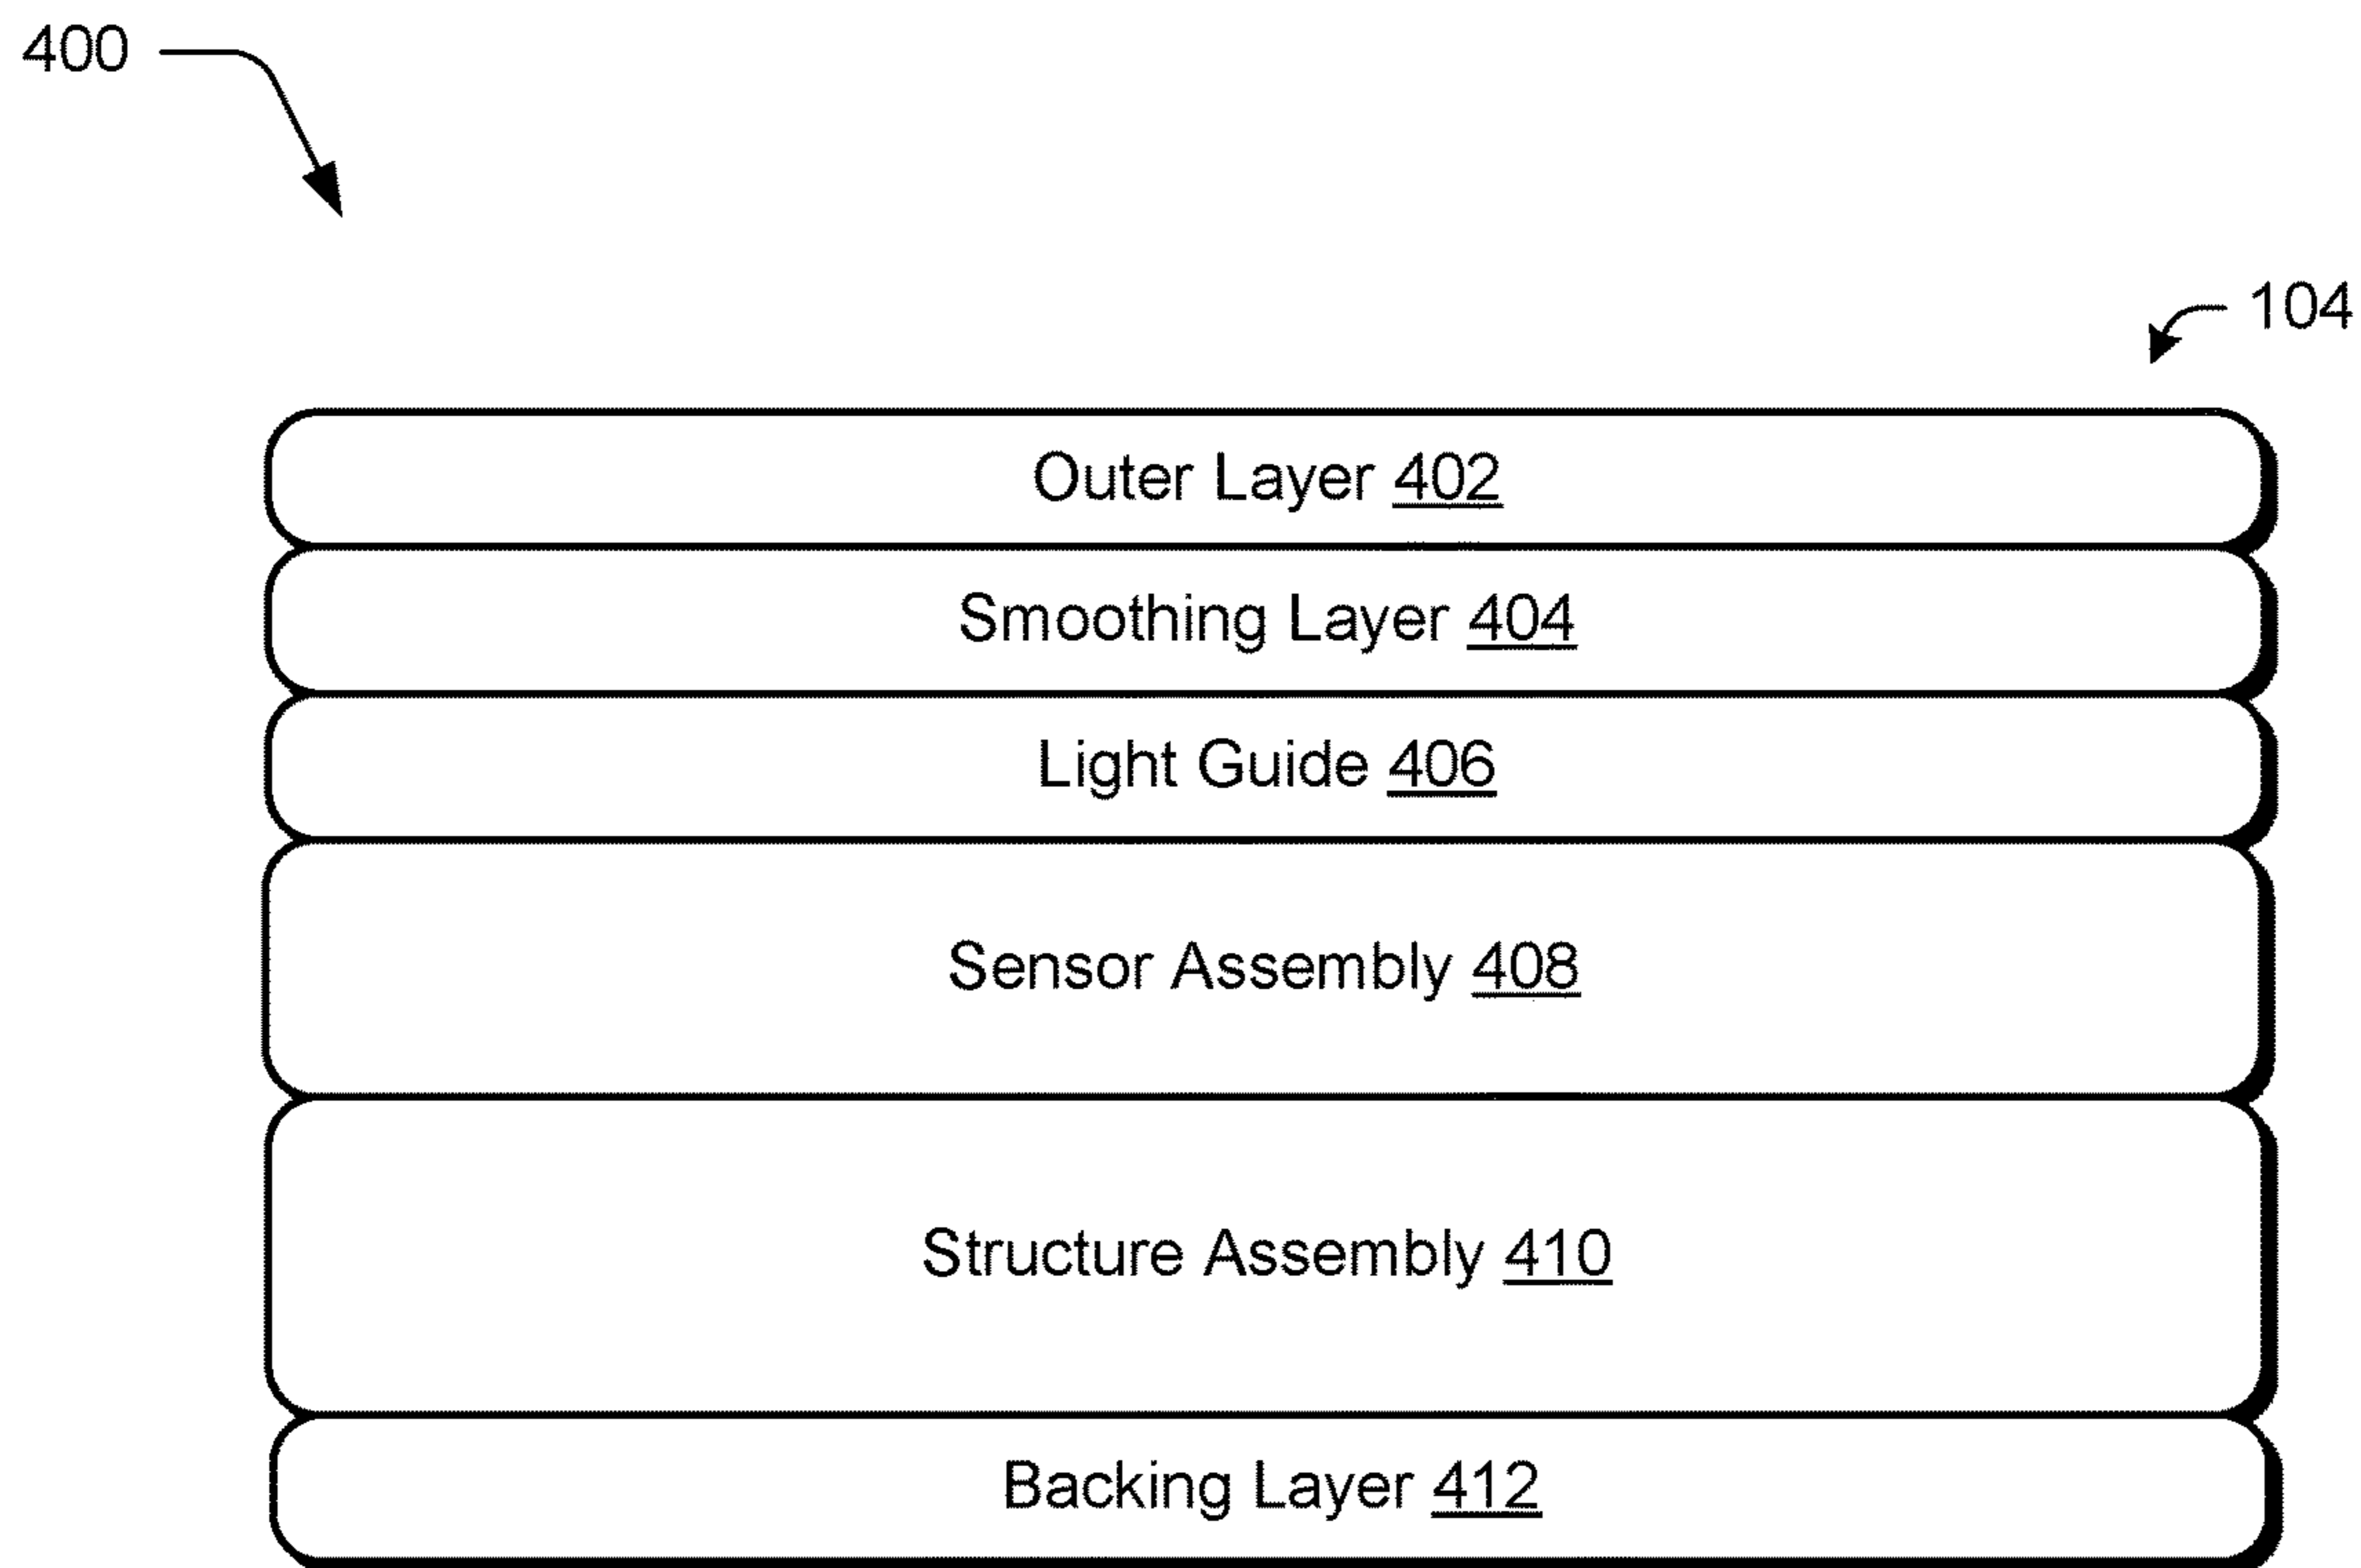 400
104
Outer Layer 402
Smoothing Layer 404
Light Guide 406
Sensor Assembly 408
Structure Assembly 410
Backing Layer 412